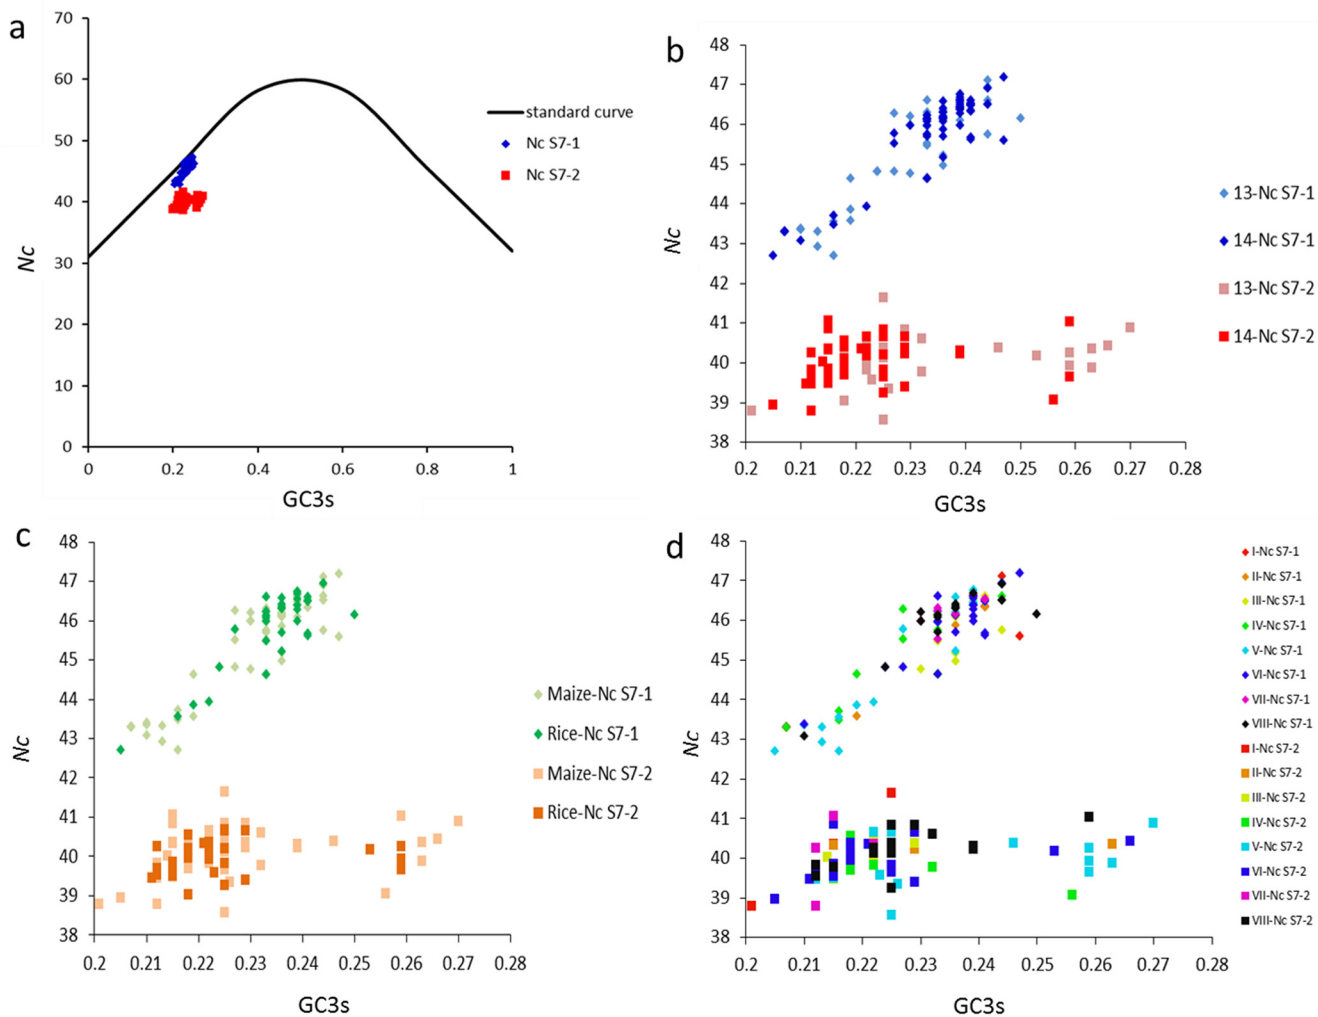 a
70
60
50
40
30
20
10
0
Nc
0 0.2 0.4 0.6 0.8 1
GC3s
standard curve
Nc S7-1
Nc S7-2
b
48
47
46
45
44
43
42
41
40
39
38
Nc
0.2 0.21 0.22 0.23 0.24 0.25 0.26 0.27 0.28
GC3s
13-Nc S7-1
14-Nc S7-1
13-Nc S7-2
14-Nc S7-2
c
48
47
46
45
44
43
42
41
40
39
38
Nc
0.2 0.21 0.22 0.23 0.24 0.25 0.26 0.27 0.28
GC3s
Maize-Nc S7-1
Rice-Nc S7-1
Maize-Nc S7-2
Rice-Nc S7-2
d
48
47
46
45
44
43
42
41
40
39
38
Nc
0.2 0.21 0.22 0.23 0.24 0.25 0.26 0.27 0.28
GC3s
I-Nc S7-1
II-Nc S7-1
III-Nc S7-1
IV-Nc S7-1
V-Nc S7-1
VI-Nc S7-1
VII-Nc S7-1
VIII-Nc S7-1
I-Nc S7-2
II-Nc S7-2
III-Nc S7-2
IV-Nc S7-2
V-Nc S7-2
VI-Nc S7-2
VII-Nc S7-2
VIII-Nc S7-2